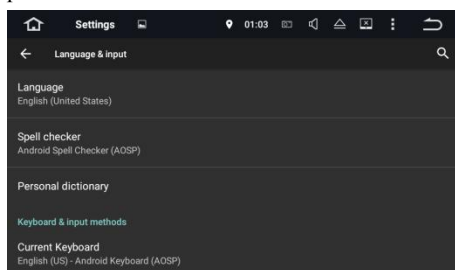 Settings 01:03
Language & input
Language
English (United States)
Spell checker
Android Spell Checker (AOSP)
Personal dictionary
Keyboard & input methods
Current Keyboard
English (US) - Android Keyboard (AOSP)